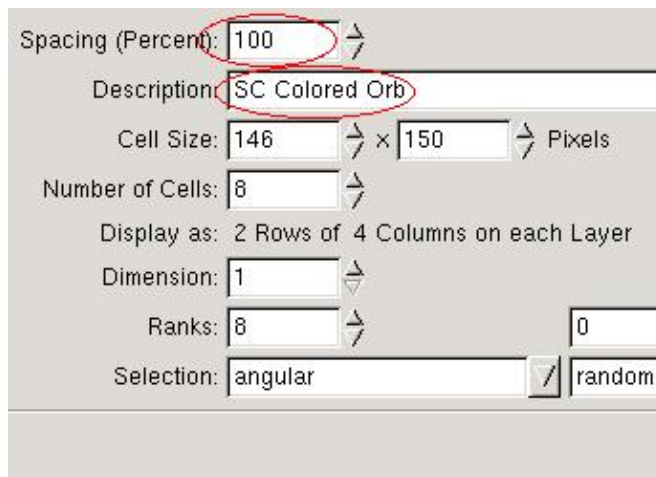 Spacing (Percent): 100
Description: SC Colored Orb
Cell Size: 146 × 150 Pixels
Number of Cells: 8
Display as: 2 Rows of 4 Columns on each Layer
Dimension: 1
Ranks: 8 0
Selection: angular random